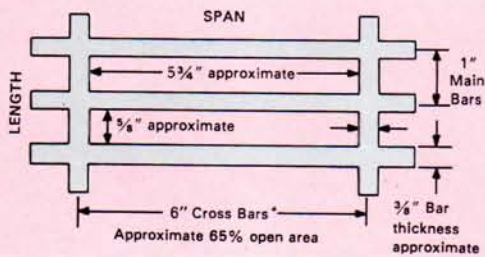 SPAN
LENGTH
5¾" approximate
⅝" approximate
1"
Main
Bars
6" Cross Bars*
Approximate 65% open area
⅜" Bar
thickness
approximate